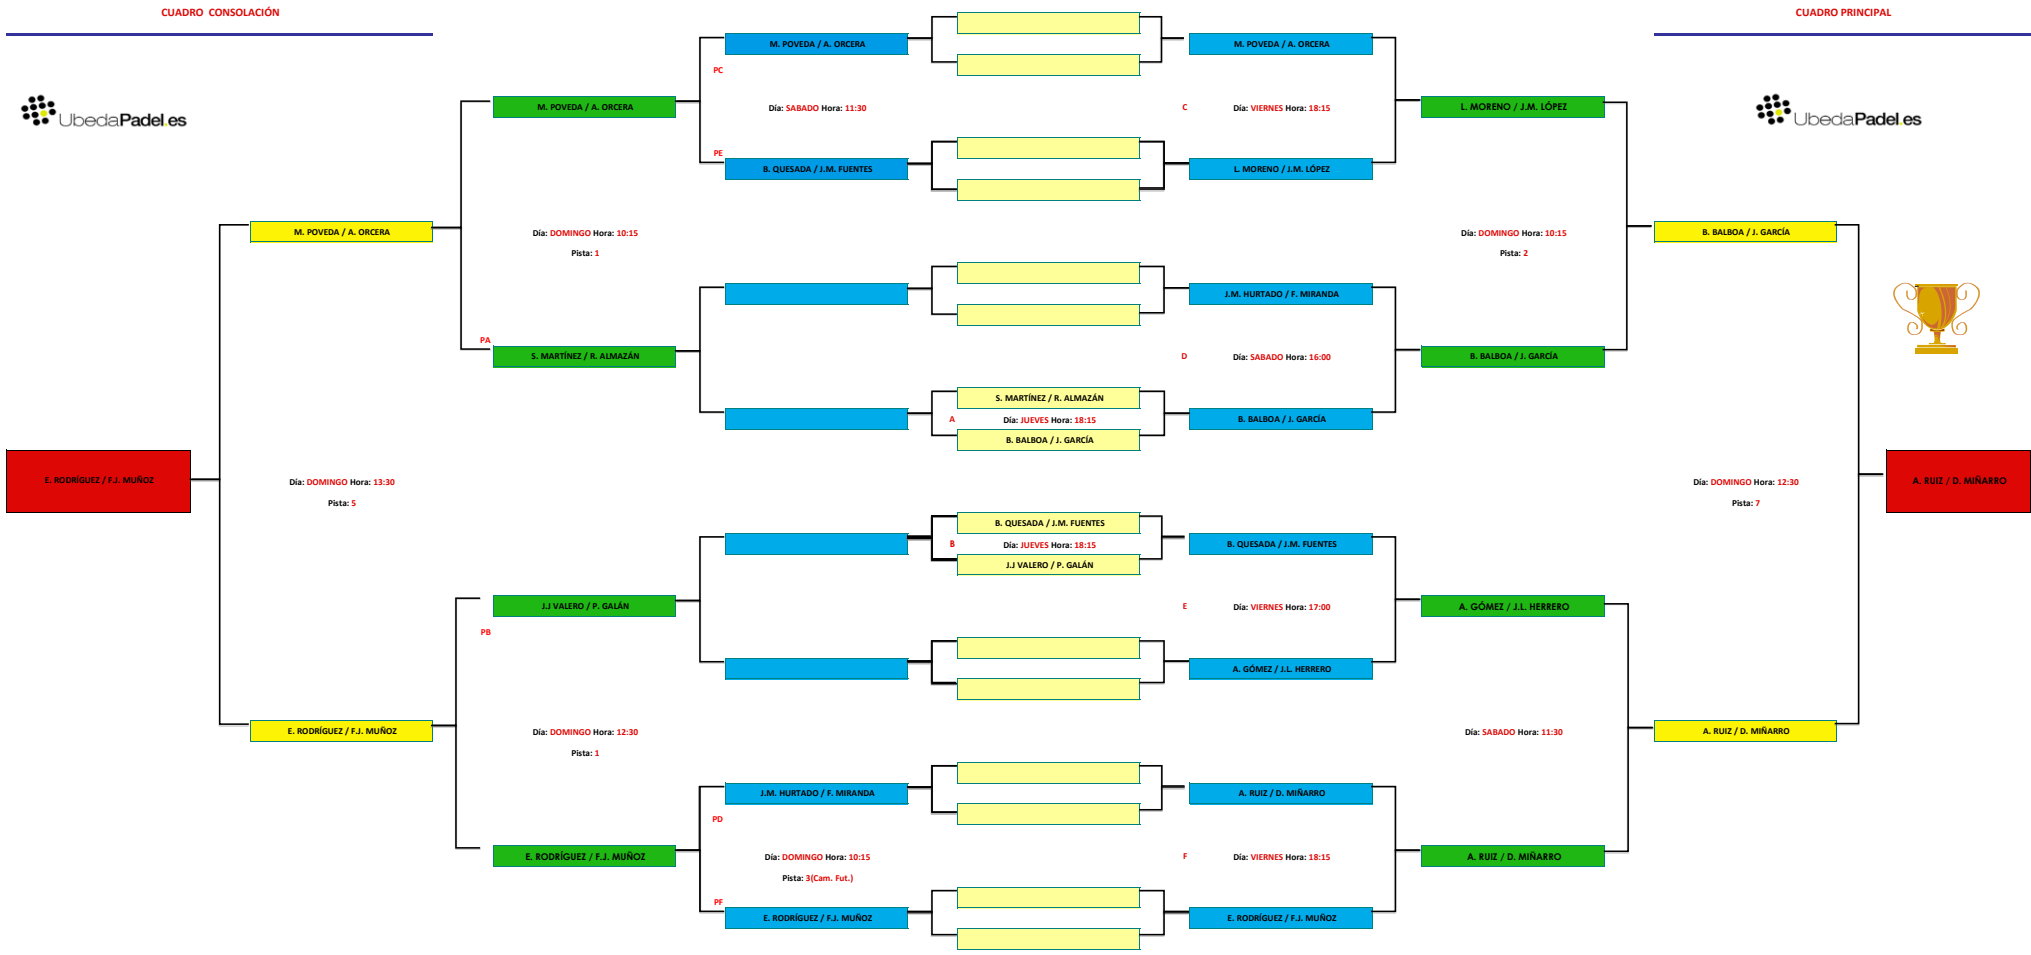 CUADRO CONSOLACIÓN
CUADRO PRINCIPAL
M. POVEDA / A. ORCERA
M. POVEDA / A. ORCERA
PC
UbedaPadel.es
M. POVEDA / A. ORCERA
Día: SABADO Hora: 11:30
C
Día: VIERNES Hora: 18:15
L. MORENO / J.M. LÓPEZ
UbedaPadel.es
PE
B. QUESADA / J.M. FUENTES
L. MORENO / J.M. LÓPEZ
M. POVEDA / A. ORCERA
Día: DOMINGO Hora: 10:15
Pista: 1
Día: DOMINGO Hora: 10:15
Pista: 2
B. BALBOA / J. GARCÍA
J.M. HURTADO / F. MIRANDA
PA
S. MARTÍNEZ / R. ALMAZÁN
D
Día: SABADO Hora: 16:00
B. BALBOA / J. GARCÍA
S. MARTÍNEZ / R. ALMAZÁN
A
Día: JUEVES Hora: 18:15
B. BALBOA / J. GARCÍA
B. BALBOA / J. GARCÍA
E. RODRÍGUEZ / F.J. MUÑOZ
Día: DOMINGO Hora: 13:30
Pista: 5
Día: DOMINGO Hora: 12:30
Pista: 7
A. RUIZ / D. MIÑARRO
B. QUESADA / J.M. FUENTES
B
Día: JUEVES Hora: 18:15
J.J VALERO / P. GALÁN
B. QUESADA / J.M. FUENTES
J.J VALERO / P. GALÁN
PB
E
Día: VIERNES Hora: 17:00
A. GÓMEZ / J.L. HERRERO
A. GÓMEZ / J.L. HERRERO
E. RODRÍGUEZ / F.J. MUÑOZ
Día: DOMINGO Hora: 12:30
Pista: 1
Día: SABADO Hora: 11:30
A. RUIZ / D. MIÑARRO
J.M. HURTADO / F. MIRANDA
A. RUIZ / D. MIÑARRO
PD
E. RODRÍGUEZ / F.J. MUÑOZ
Día: DOMINGO Hora: 10:15
Pista: 3(Cam. Fut.)
F
Día: VIERNES Hora: 18:15
A. RUIZ / D. MIÑARRO
PF
E. RODRÍGUEZ / F.J. MUÑOZ
E. RODRÍGUEZ / F.J. MUÑOZ